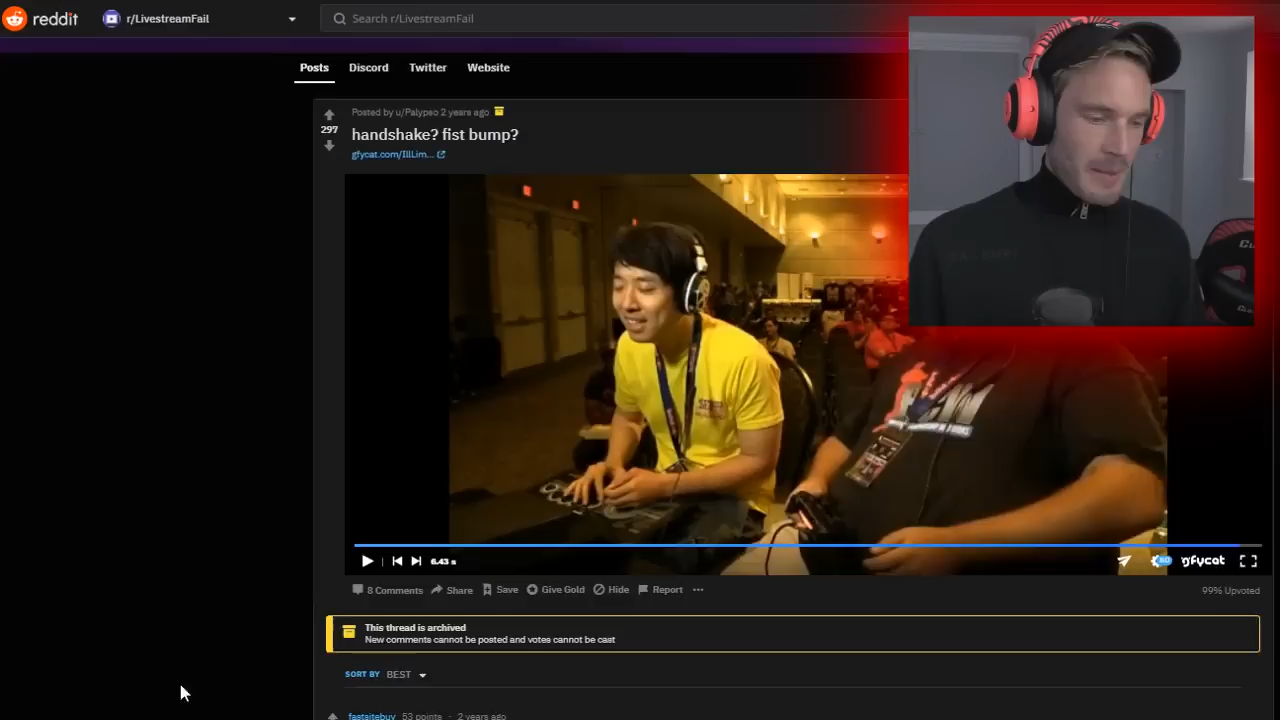 reddit
r/LivestreamFail
Search r/LivestreamFail
Posts Discord Twitter Website
Posted by u/Palypso 2 years ago
297
handshake? fist bump?
gfycat.com/IllLim...
6.43 s
gfycat
8 Comments Share Save Give Gold Hide Report
99% Upvoted
This thread is archived
New comments cannot be posted and votes cannot be cast
SORT BY BEST
53 points · 2 years ago